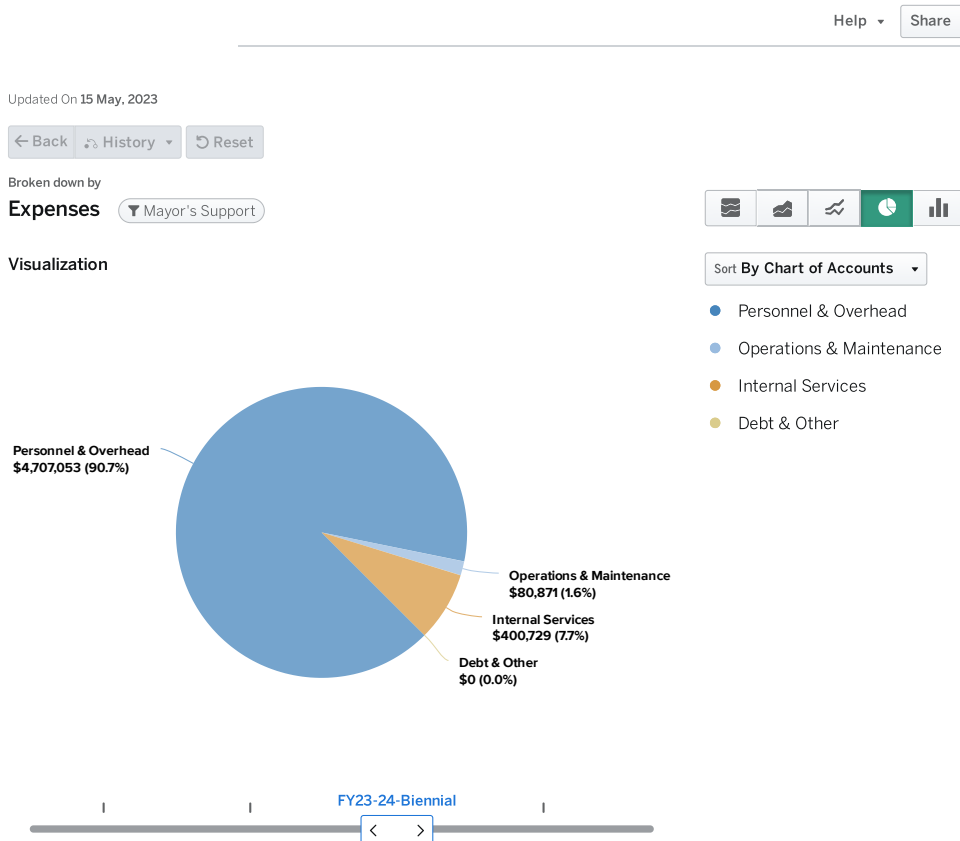 Help
Share
Updated On 15 May, 2023
Back
History
Reset
Broken down by
Expenses
Mayor's Support
Visualization
Sort By Chart of Accounts
Personnel & Overhead
Operations & Maintenance
Internal Services
Debt & Other
Personnel & Overhead
$4,707,053 (90.7%)
Operations & Maintenance
$80,871 (1.6%)
Internal Services
$400,729 (7.7%)
Debt & Other
$0 (0.0%)
FY23-24-Biennial